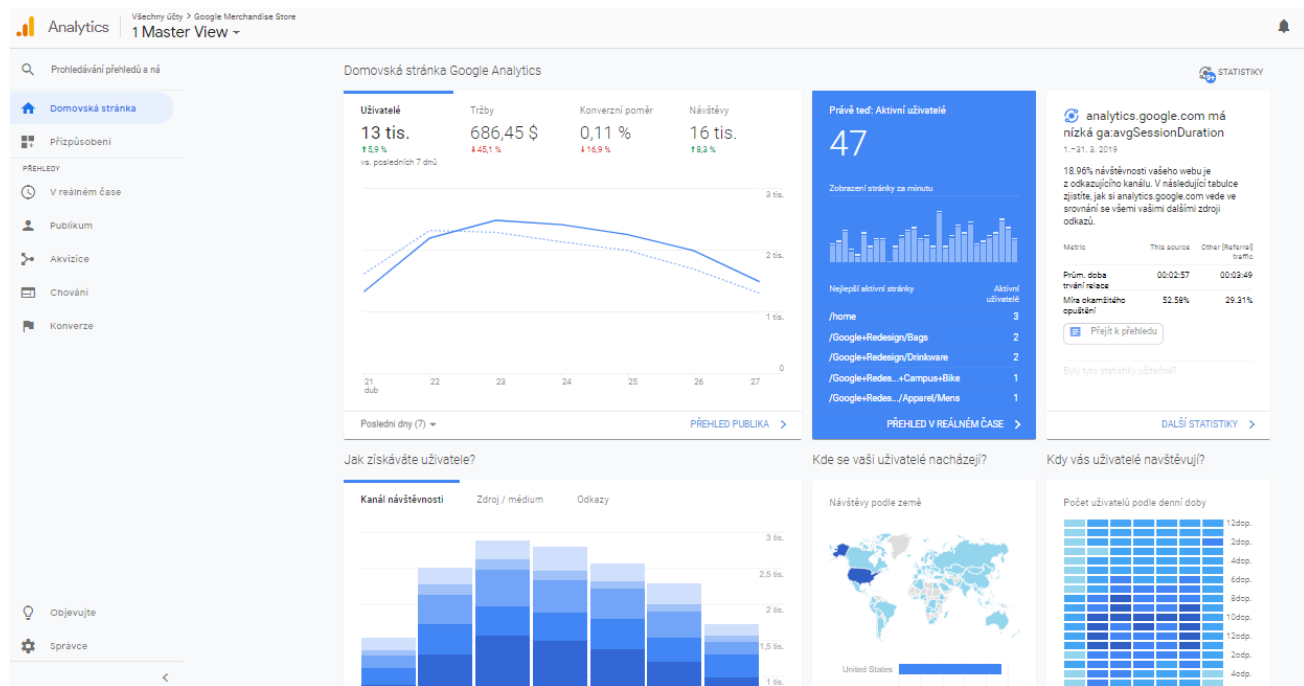 Analytics
Všechny účty > Google Merchandise Store
1 Master View
Prohledávání přehledů a ná
Domovská stránka
Přizpůsobení
PŘEHLEDY
V reálném čase
Publikum
Akvizice
Chování
Konverze
Objevujte
Správce
Domovská stránka Google Analytics
STATISTIKY
Uživatelé
13 tis.
5,9 %
vs. posledních 7 dnů
Tržby
686,45 $
45,1 %
Konverzní poměr
0,11 %
16,9 %
Návštěvy
16 tis.
8,3 %
3 tis.
2 tis.
1 tis.
0
21 22 23 24 25 26 27
dub
Poslední dny (7)
PŘEHLED PUBLIKA
Právě teď: Aktivní uživatelé
47
Zobrazení stránky za minutu
Nejlepší aktivní stránky Aktivní
uživatelé
/home 3
/Google+Redesign/Bags 2
/Google+Redesign/Drinkware 2
/Google+Redes...+Campus+Bike 1
/Google+Redes.../Apparel/Mens 1
PŘEHLED V REÁLNÉM ČASE
analytics.google.com má
nízká ga:avgSessionDuration
1.–31. 3. 2019
18.96% návštěvnosti vašeho webu je
z odkazujícího kanálu. V následující tabulce
zjistíte, jak si analytics.google.com vede ve
srovnání se všemi vašimi dalšími zdroji
odkazů.
Metric This source Other [Referral]
traffic
Prům. doba
trvání relace 00:02:57 00:03:49
Míra okamžitého
opuštění 52.58% 29.31%
Přejít k přehledu
Byly tyto statistiky užitečné?
DALŠÍ STATISTIKY
Jak získáváte uživatele?
Kanál návštěvnosti
Zdroj / médium
Odkazy
3 tis.
2,5 tis.
2 tis.
1,5 tis.
1 tis.
Kde se vaši uživatelé nacházejí?
Návštěvy podle země
United States
Kdy vás uživatelé navštěvují?
Počet uživatelů podle denní doby
12dop.
2dop.
4dop.
6dop.
8dop.
10dop.
12odp.
2odp.
4odp.